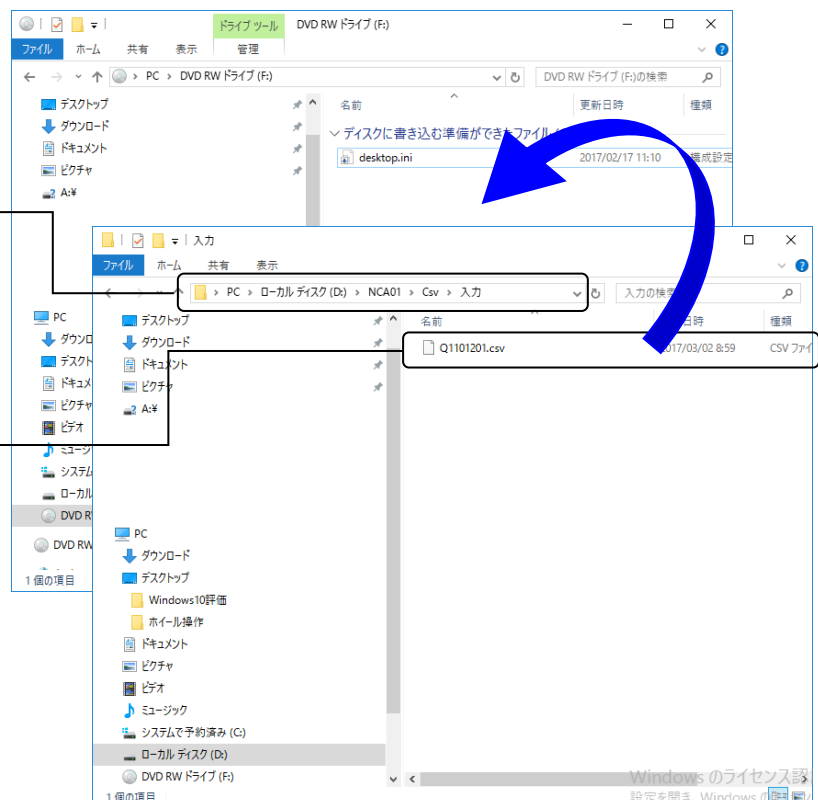 ドライブ ツール
DVD RW ドライブ (F:)
ファイル ホーム 共有 表示 管理
PC › DVD RW ドライブ (F:)
DVD RW ドライブ (F:)の検索
デスクトップ
ダウンロード
ドキュメント
ピクチャ
A:¥
名前 更新日時 種類
ディスクに書き込む準備ができたファイル
desktop.ini 2017/02/17 11:10 構成設定
PC
ダウンロ
デスクト
ドキュメ
ピクチャ
ビデオ
ミュージ
システム
ローカル
DVD R
DVD RW
1 個の項目
入力
ファイル ホーム 共有 表示
PC › ローカル ディスク (D:) › NCA01 › Csv › 入力
入力の検索
デスクトップ
ダウンロード
ドキュメント
ピクチャ
A:¥
名前 日時 種類
Q1101201.csv 2017/03/02 8:59 CSV ファイ
PC
ダウンロード
デスクトップ
Windows10評価
ホイール操作
ドキュメント
ピクチャ
ビデオ
ミュージック
システムで予約済み (C:)
ローカル ディスク (D:)
DVD RW ドライブ (F:)
1 個の項目
Windows のライセンス認
設定を開き、Windows の